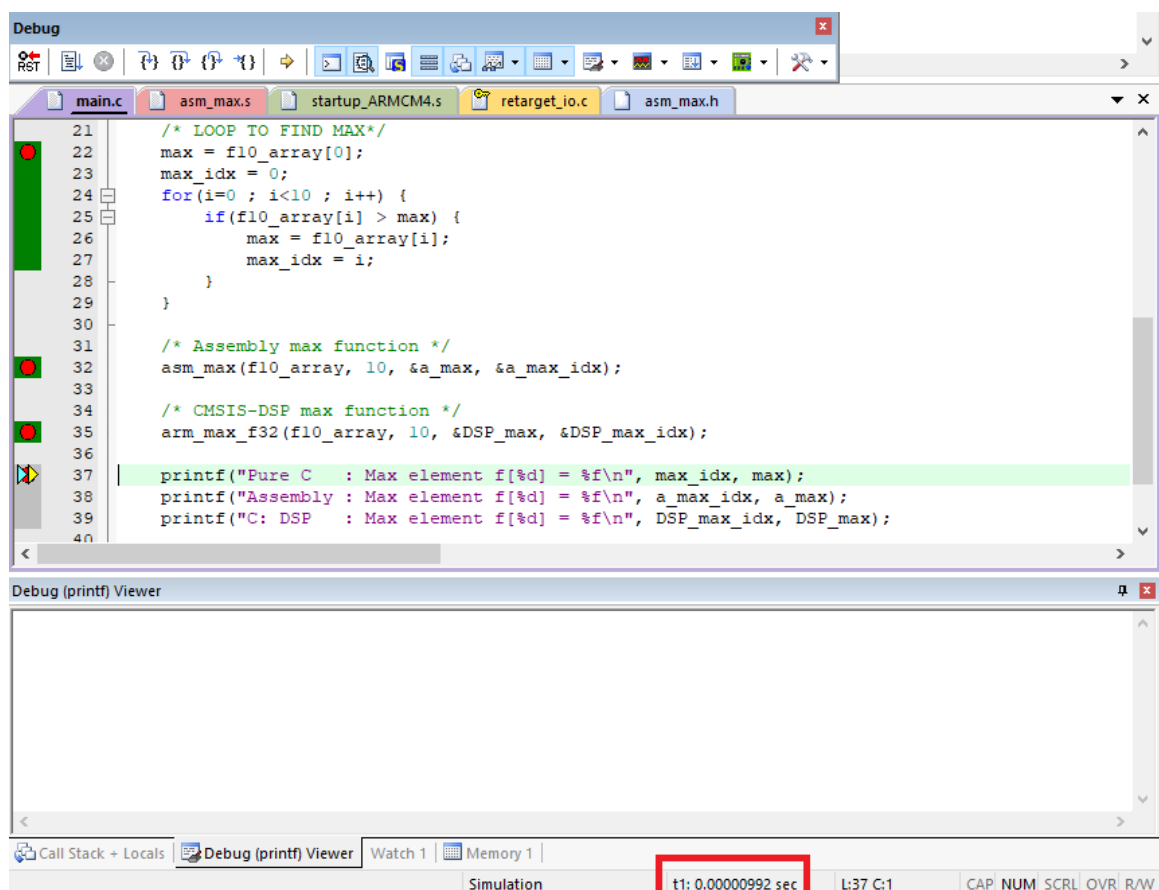 Debug
RST
main.c asm_max.s startup_ARMCM4.s retarget_io.c asm_max.h
21 /* LOOP TO FIND MAX*/
22 max = f10_array[0];
23 max_idx = 0;
24 for(i=0 ; i<10 ; i++) {
25 if(f10_array[i] > max) {
26 max = f10_array[i];
27 max_idx = i;
28 }
29 }
30
31 /* Assembly max function */
32 asm_max(f10_array, 10, &a_max, &a_max_idx);
33
34 /* CMSIS-DSP max function */
35 arm_max_f32(f10_array, 10, &DSP_max, &DSP_max_idx);
36
37 printf("Pure C   : Max element f[%d] = %f\n", max_idx, max);
38 printf("Assembly : Max element f[%d] = %f\n", a_max_idx, a_max);
39 printf("C: DSP   : Max element f[%d] = %f\n", DSP_max_idx, DSP_max);
40
Debug (printf) Viewer
Call Stack + Locals Debug (printf) Viewer Watch 1 Memory 1
Simulation t1: 0.00000992 sec L:37 C:1 CAP NUM SCRL OVR R/W